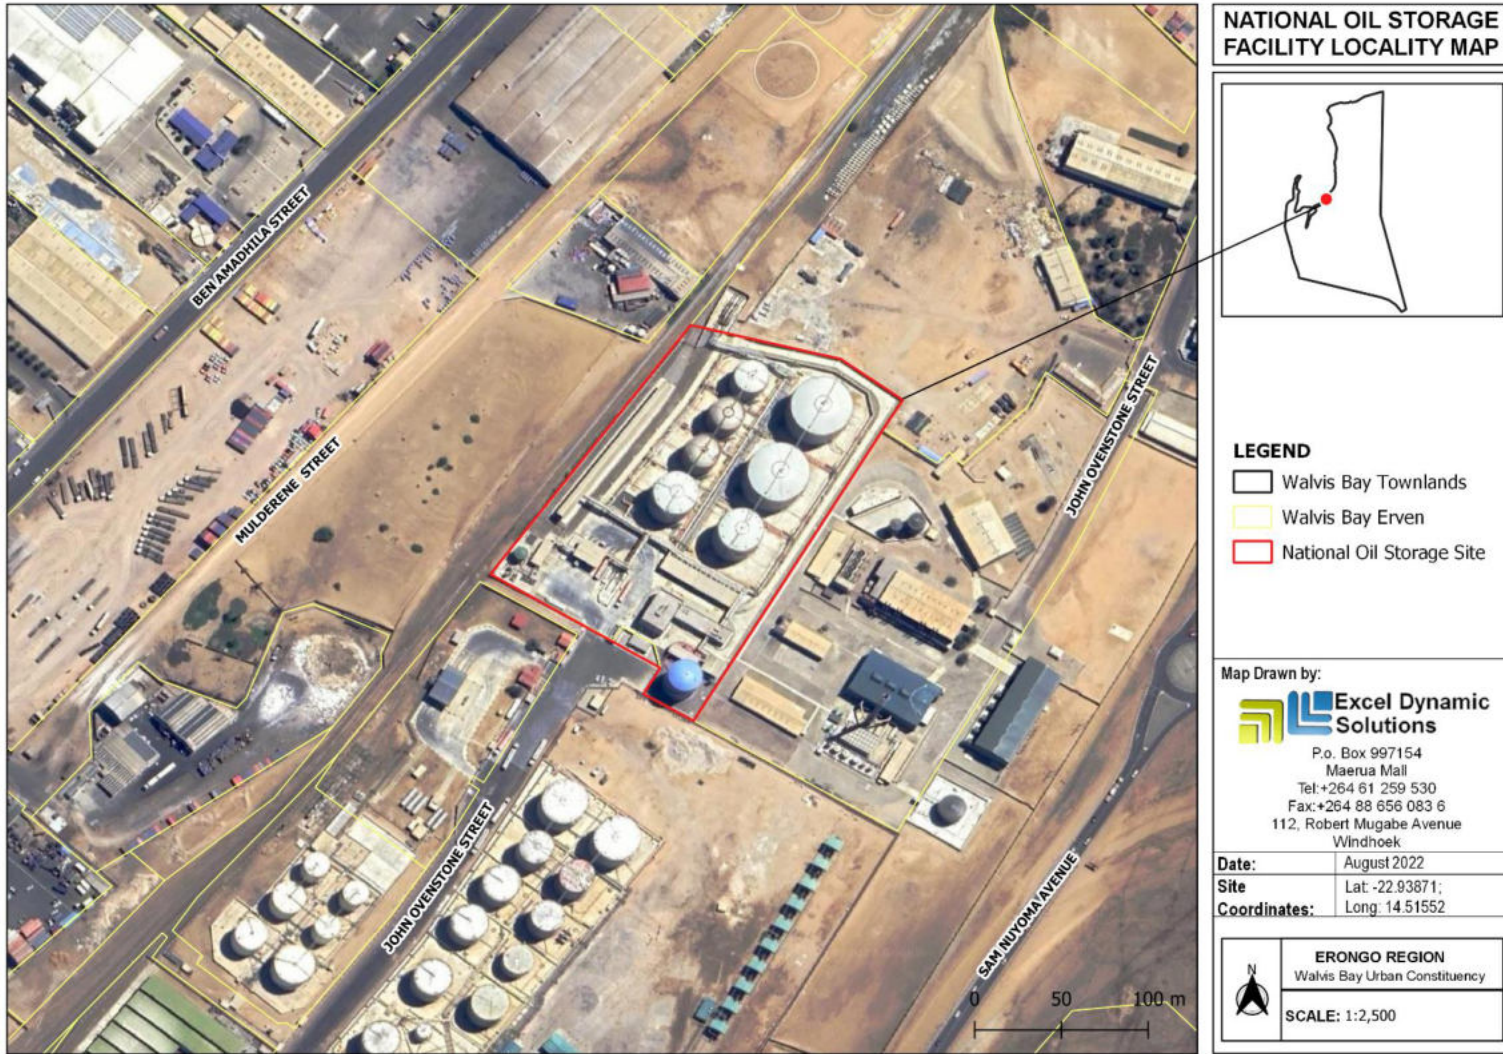 NATIONAL OIL STORAGE
FACILITY LOCALITY MAP
BEN AMADHILA STREET
MULDERENE STREET
JOHN OVENSTONE STREET
JOHN OVENSTONE STREET
SAM NUYOMA AVENUE
0 50 100 m
LEGEND
Walvis Bay Townlands
Walvis Bay Erven
National Oil Storage Site
Map Drawn by:
Excel Dynamic
Solutions
P.o. Box 997154
Maerua Mall
Tel:+264 61 259 530
Fax:+264 88 656 083 6
112, Robert Mugabe Avenue
Windhoek
Date: August 2022
Site Lat: -22.93871;
Coordinates: Long: 14.51552
N
ERONGO REGION
Walvis Bay Urban Constituency
SCALE: 1:2,500